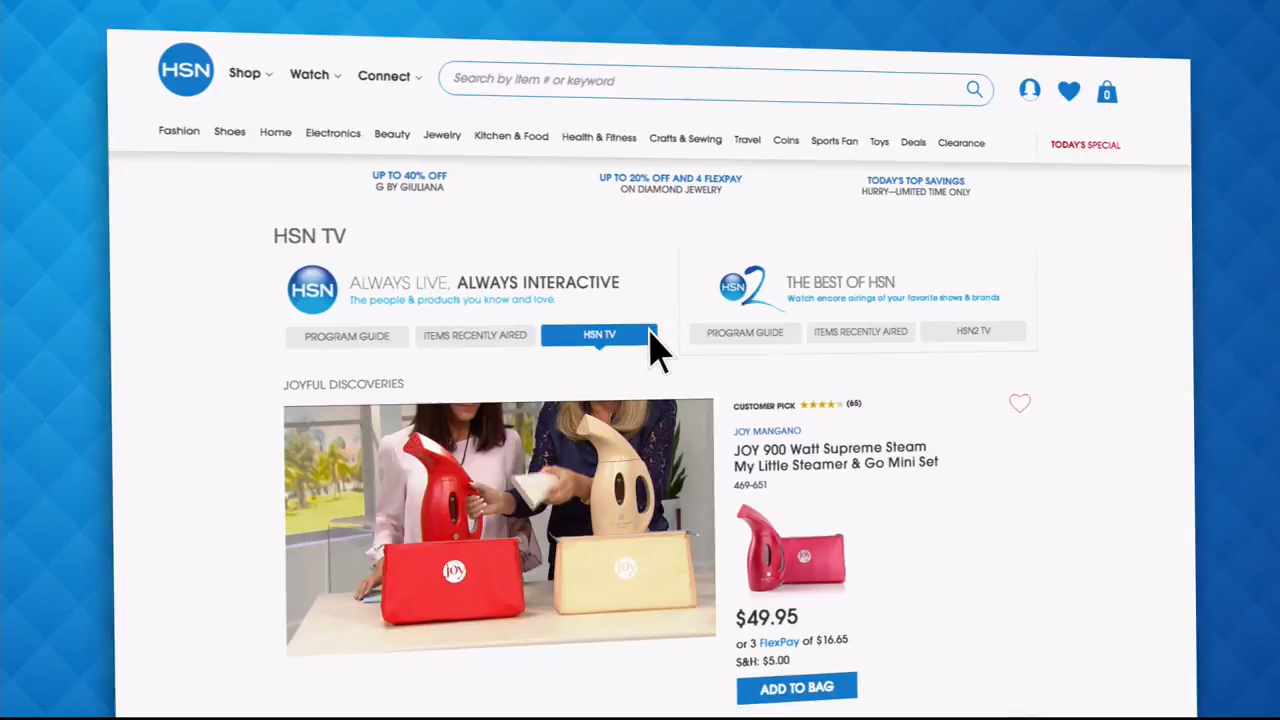 HSN
Shop
Watch
Connect
Search by item # or keyword
0
Fashion Shoes Home Electronics Beauty Jewelry Kitchen & Food Health & Fitness Crafts & Sewing Travel Coins Sports Fan Toys Deals Clearance TODAY'S SPECIAL
UP TO 40% OFF
G BY GIULIANA
UP TO 20% OFF AND 4 FLEXPAY
ON DIAMOND JEWELRY
TODAY'S TOP SAVINGS
HURRY—LIMITED TIME ONLY
HSN TV
HSN
ALWAYS LIVE, ALWAYS INTERACTIVE
The people & products you know and love.
PROGRAM GUIDE
ITEMS RECENTLY AIRED
HSN TV
HSN2
THE BEST OF HSN
Watch encore airings of your favorite shows & brands
PROGRAM GUIDE
ITEMS RECENTLY AIRED
HSN2 TV
JOYFUL DISCOVERIES
joy
joy
CUSTOMER PICK (65)
JOY MANGANO
JOY 900 Watt Supreme Steam
My Little Steamer & Go Mini Set
469-651
joy
$49.95
or 3 FlexPay of $16.65
S&H: $5.00
ADD TO BAG